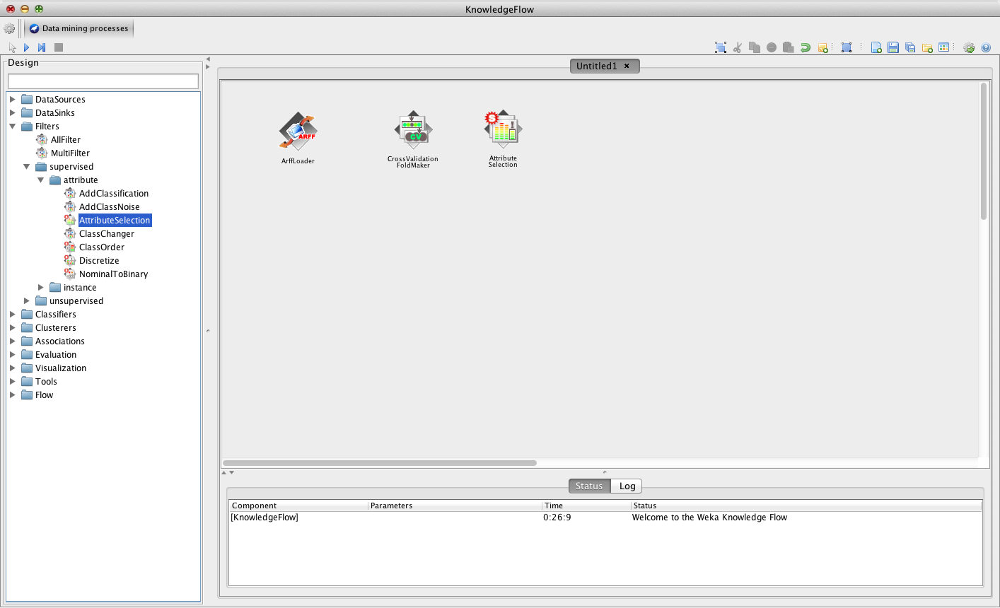 KnowledgeFlow
Data mining processes
Design
Untitled1
DataSources
DataSinks
Filters
AllFilter
MultiFilter
supervised
attribute
AddClassification
AddClassNoise
AttributeSelection
ClassChanger
ClassOrder
Discretize
NominalToBinary
instance
unsupervised
Classifiers
Clusterers
Associations
Evaluation
Visualization
Tools
Flow
ARFF
ArffLoader
CV
CrossValidation
FoldMaker
S
Attribute
Selection
Status Log
Component Parameters Time Status
[KnowledgeFlow] 0:26:9 Welcome to the Weka Knowledge Flow